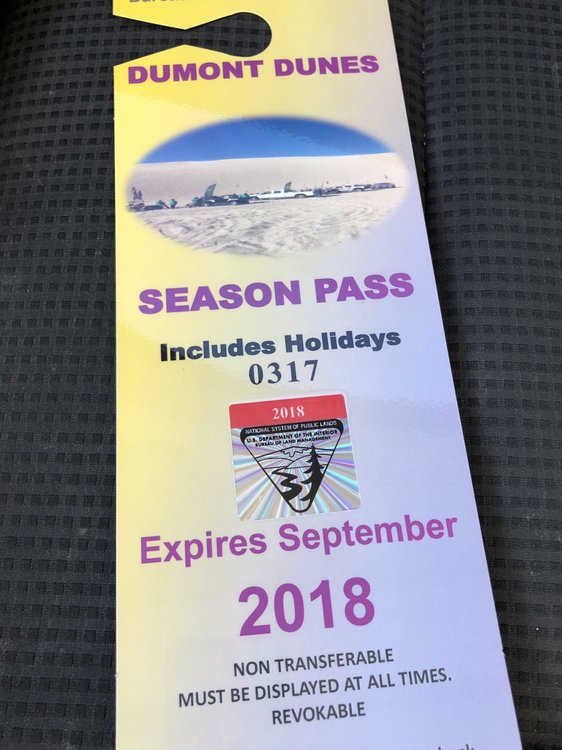 DUMONT DUNES
SEASON PASS
Includes Holidays
0317
2018
NATIONAL SYSTEM OF PUBLIC LANDS
U.S. DEPARTMENT OF THE INTERIOR
BUREAU OF LAND MANAGEMENT
Expires September
2018
NON TRANSFERABLE
MUST BE DISPLAYED AT ALL TIMES.
REVOKABLE